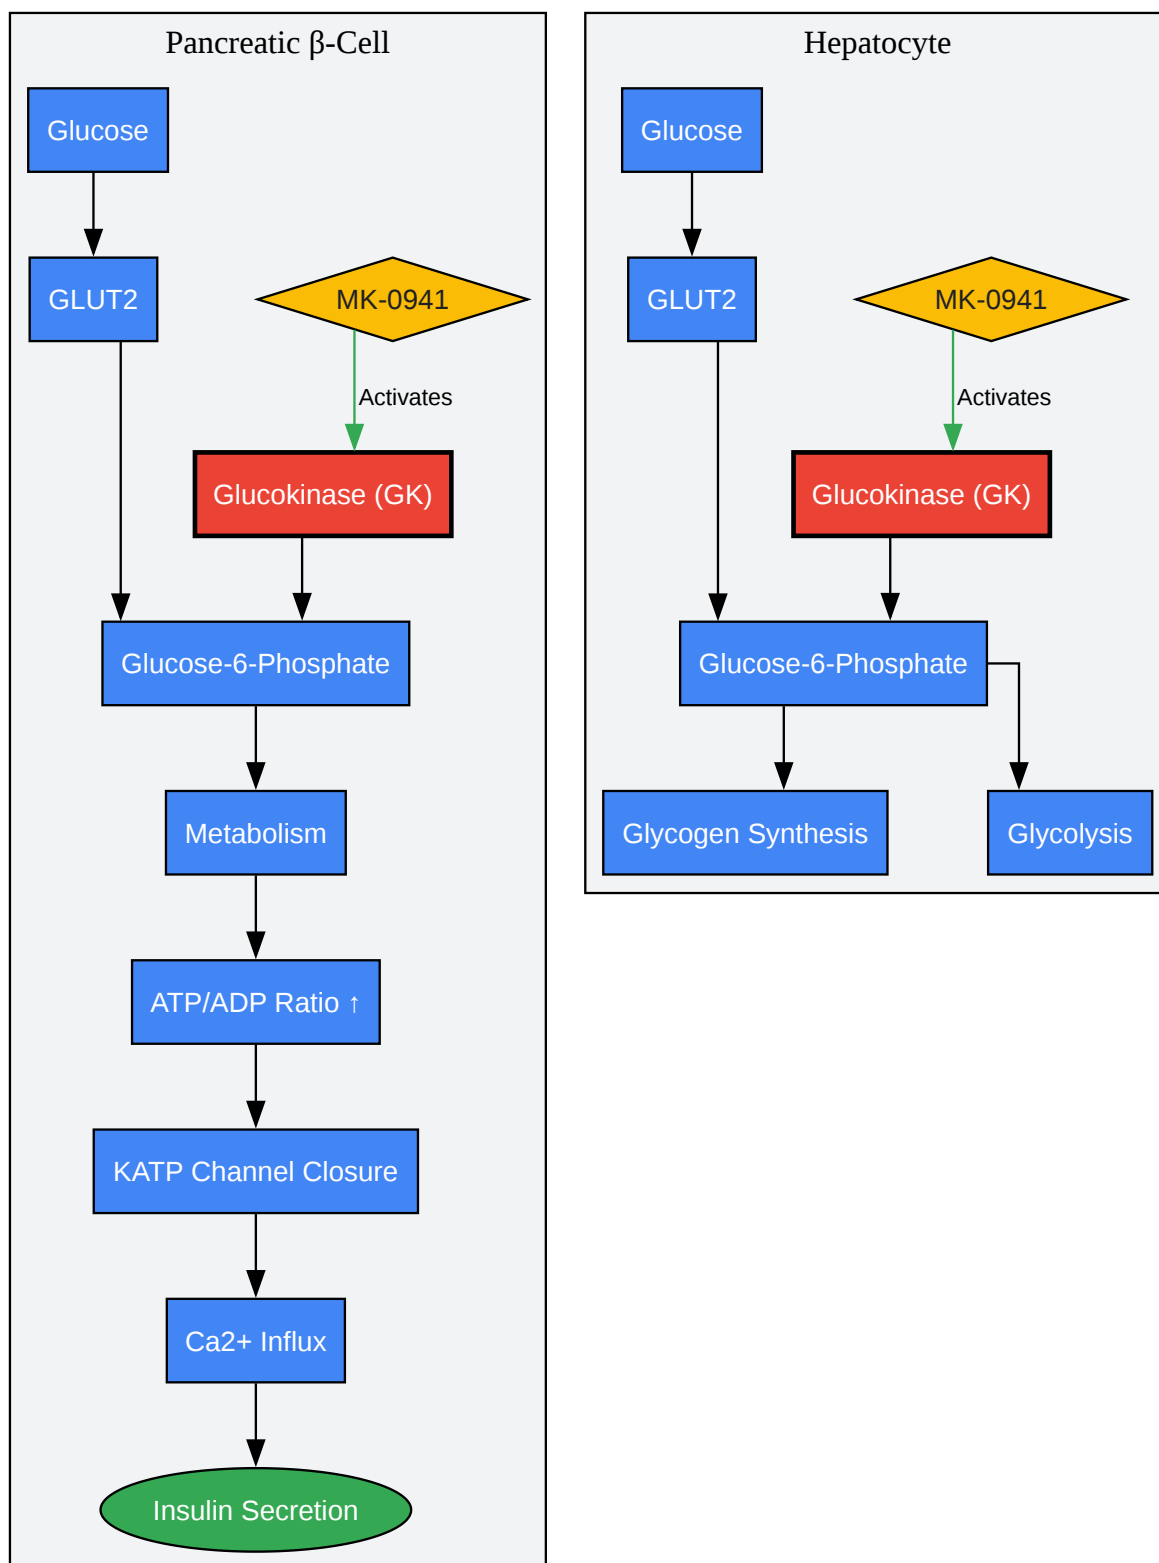 Pancreatic β-Cell
Glucose
GLUT2
MK-0941
Activates
Glucokinase (GK)
Glucose-6-Phosphate
Metabolism
ATP/ADP Ratio ↑
KATP Channel Closure
Ca2+ Influx
Insulin Secretion
Hepatocyte
Glucose
GLUT2
MK-0941
Activates
Glucokinase (GK)
Glucose-6-Phosphate
Glycogen Synthesis
Glycolysis